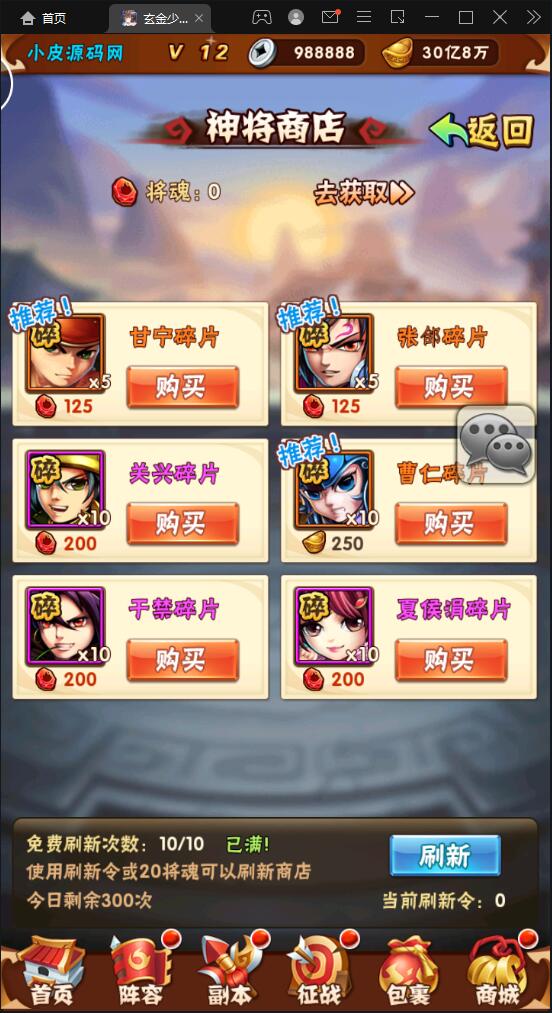 首页
玄金少...
小皮源码网
V 12
988888
30亿8万
神将商店
返回
将魂：0
去获取
推荐！
碎
x5
甘宁碎片
125
购买
推荐！
碎
x5
张郃碎片
125
购买
碎
x10
关兴碎片
200
购买
推荐！
碎
x10
曹仁碎片
250
购买
碎
x10
于禁碎片
200
购买
碎
x10
夏侯涓碎片
200
购买
免费刷新次数：10/10 已满！
使用刷新令或20将魂可以刷新商店
今日剩余300次
刷新
当前刷新令：0
首页
阵容
副本
征战
包裹
商城